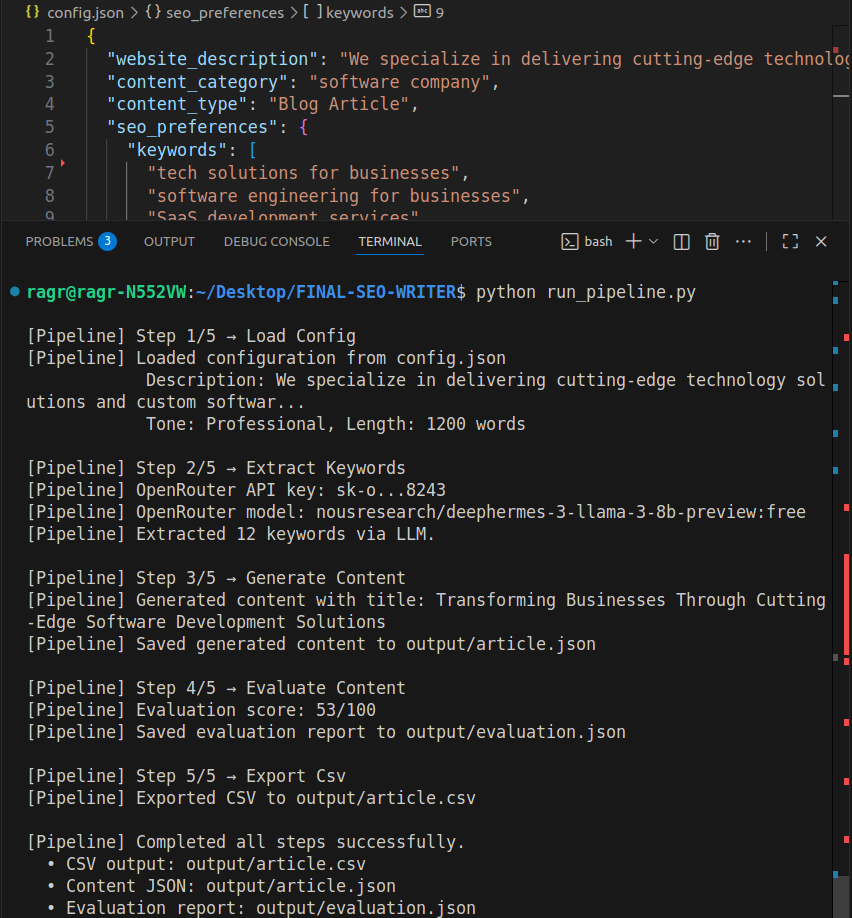 {} config.json > {} seo_preferences > [ ] keywords > abc 9
1 {
2 "website_description": "We specialize in delivering cutting-edge technolog
3 "content_category": "software company",
4 "content_type": "Blog Article",
5 "seo_preferences": {
6 "keywords": [
7 "tech solutions for businesses",
8 "software engineering for businesses",
9 "SaaS development services"
PROBLEMS 3 OUTPUT DEBUG CONSOLE TERMINAL PORTS bash
ragr@ragr-N552VW:~/Desktop/FINAL-SEO-WRITER$ python run_pipeline.py
[Pipeline] Step 1/5 → Load Config
[Pipeline] Loaded configuration from config.json
Description: We specialize in delivering cutting-edge technology sol
utions and custom softwar...
Tone: Professional, Length: 1200 words
[Pipeline] Step 2/5 → Extract Keywords
[Pipeline] OpenRouter API key: sk-o...8243
[Pipeline] OpenRouter model: nousresearch/deephermes-3-llama-3-8b-preview:free
[Pipeline] Extracted 12 keywords via LLM.
[Pipeline] Step 3/5 → Generate Content
[Pipeline] Generated content with title: Transforming Businesses Through Cutting
-Edge Software Development Solutions
[Pipeline] Saved generated content to output/article.json
[Pipeline] Step 4/5 → Evaluate Content
[Pipeline] Evaluation score: 53/100
[Pipeline] Saved evaluation report to output/evaluation.json
[Pipeline] Step 5/5 → Export Csv
[Pipeline] Exported CSV to output/article.csv
[Pipeline] Completed all steps successfully.
• CSV output: output/article.csv
• Content JSON: output/article.json
• Evaluation report: output/evaluation.json